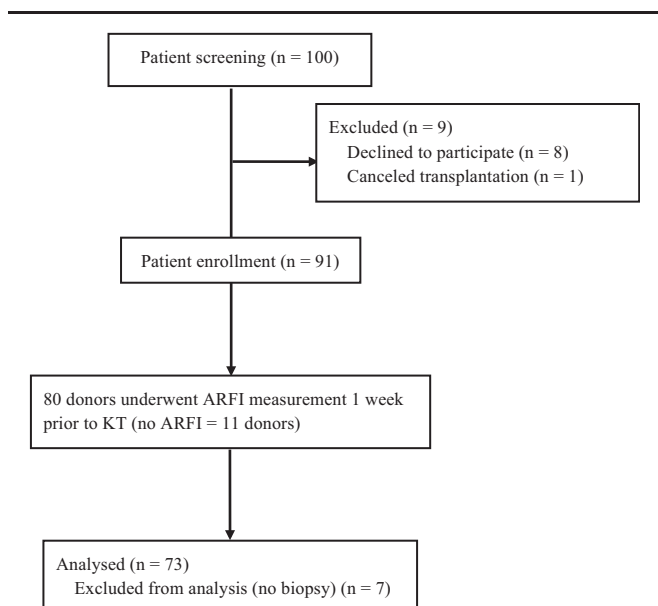 Patient screening (n = 100)
Excluded (n = 9)
Declined to participate (n = 8)
Canceled transplantation (n = 1)
Patient enrollment (n = 91)
80 donors underwent ARFI measurement 1 week
prior to KT (no ARFI = 11 donors)
Analysed (n = 73)
Excluded from analysis (no biopsy) (n = 7)